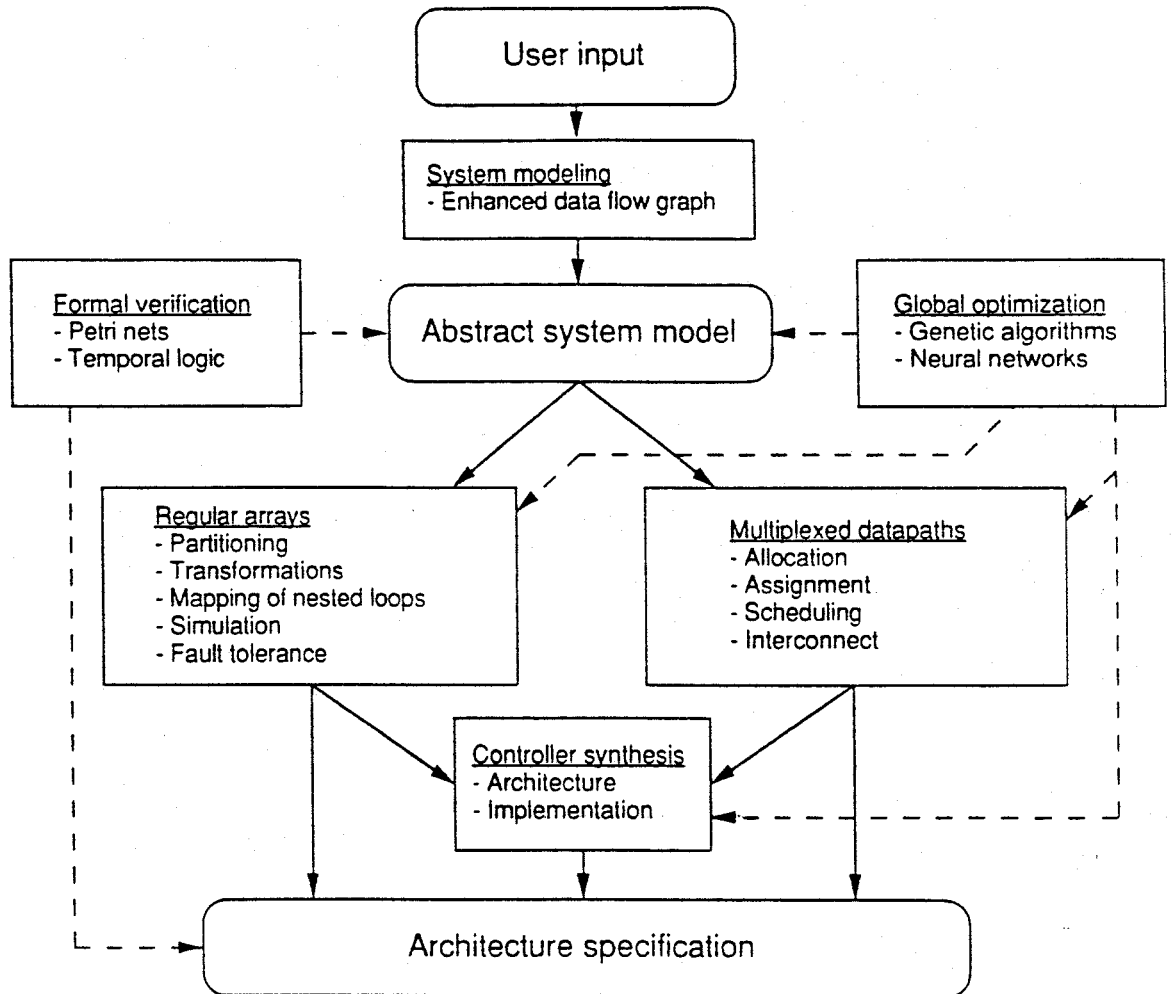 User input
System modeling
- Enhanced data flow graph
Formal verification
- Petri nets
- Temporal logic
Abstract system model
Global optimization
- Genetic algorithms
- Neural networks
Regular arrays
- Partitioning
- Transformations
- Mapping of nested loops
- Simulation
- Fault tolerance
Multiplexed datapaths
- Allocation
- Assignment
- Scheduling
- Interconnect
Controller synthesis
- Architecture
- Implementation
Architecture specification